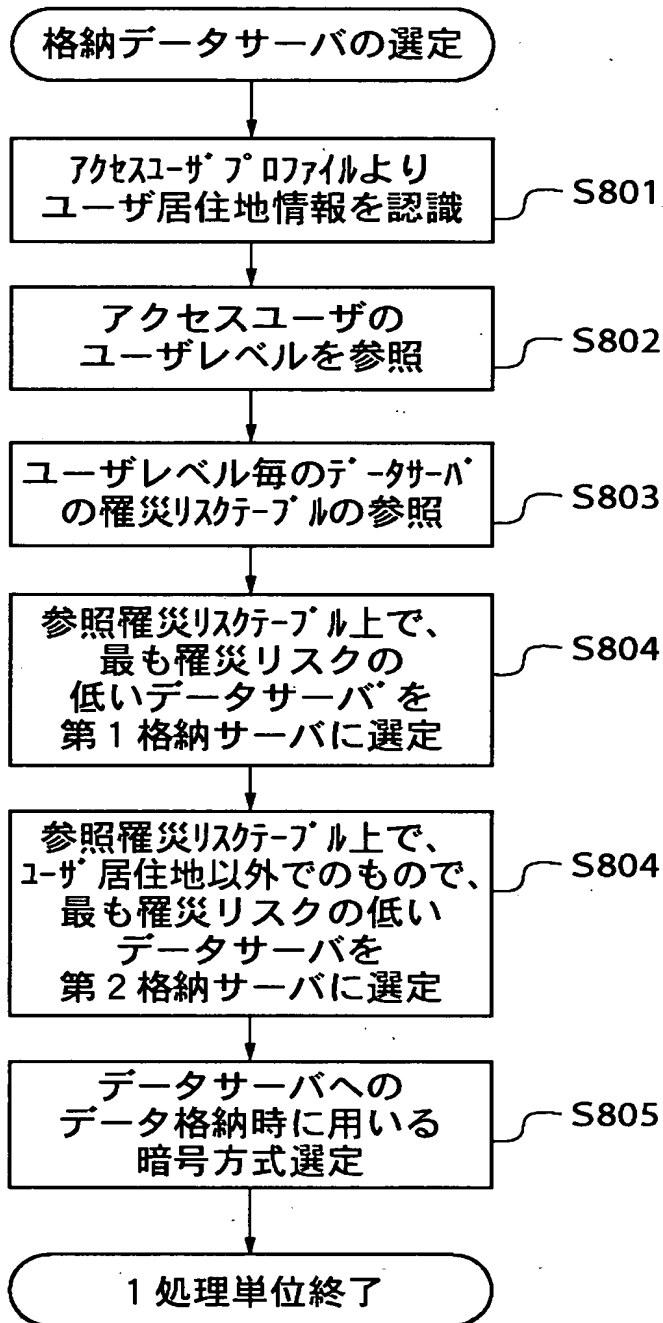 格納データサーバの選定
ｱｸｾｽﾕｰｻﾞﾌﾟﾛﾌｧｲﾙより
ユーザ居住地情報を認識
S801
アクセスユーザの
ユーザレベルを参照
S802
ユーザレベル毎のﾃﾞｰﾀｻｰﾊﾞ
の罹災ﾘｽｸﾃｰﾌﾞﾙの参照
S803
参照罹災ﾘｽｸﾃｰﾌﾞﾙ上で、
最も罹災リスクの
低いデータサーバを
第１格納サーバに選定
S804
参照罹災ﾘｽｸﾃｰﾌﾞﾙ上で、
ﾕｰｻﾞ居住地以外でのもので、
最も罹災リスクの低い
データサーバを
第２格納サーバに選定
S804
データサーバへの
データ格納時に用いる
暗号方式選定
S805
１処理単位終了